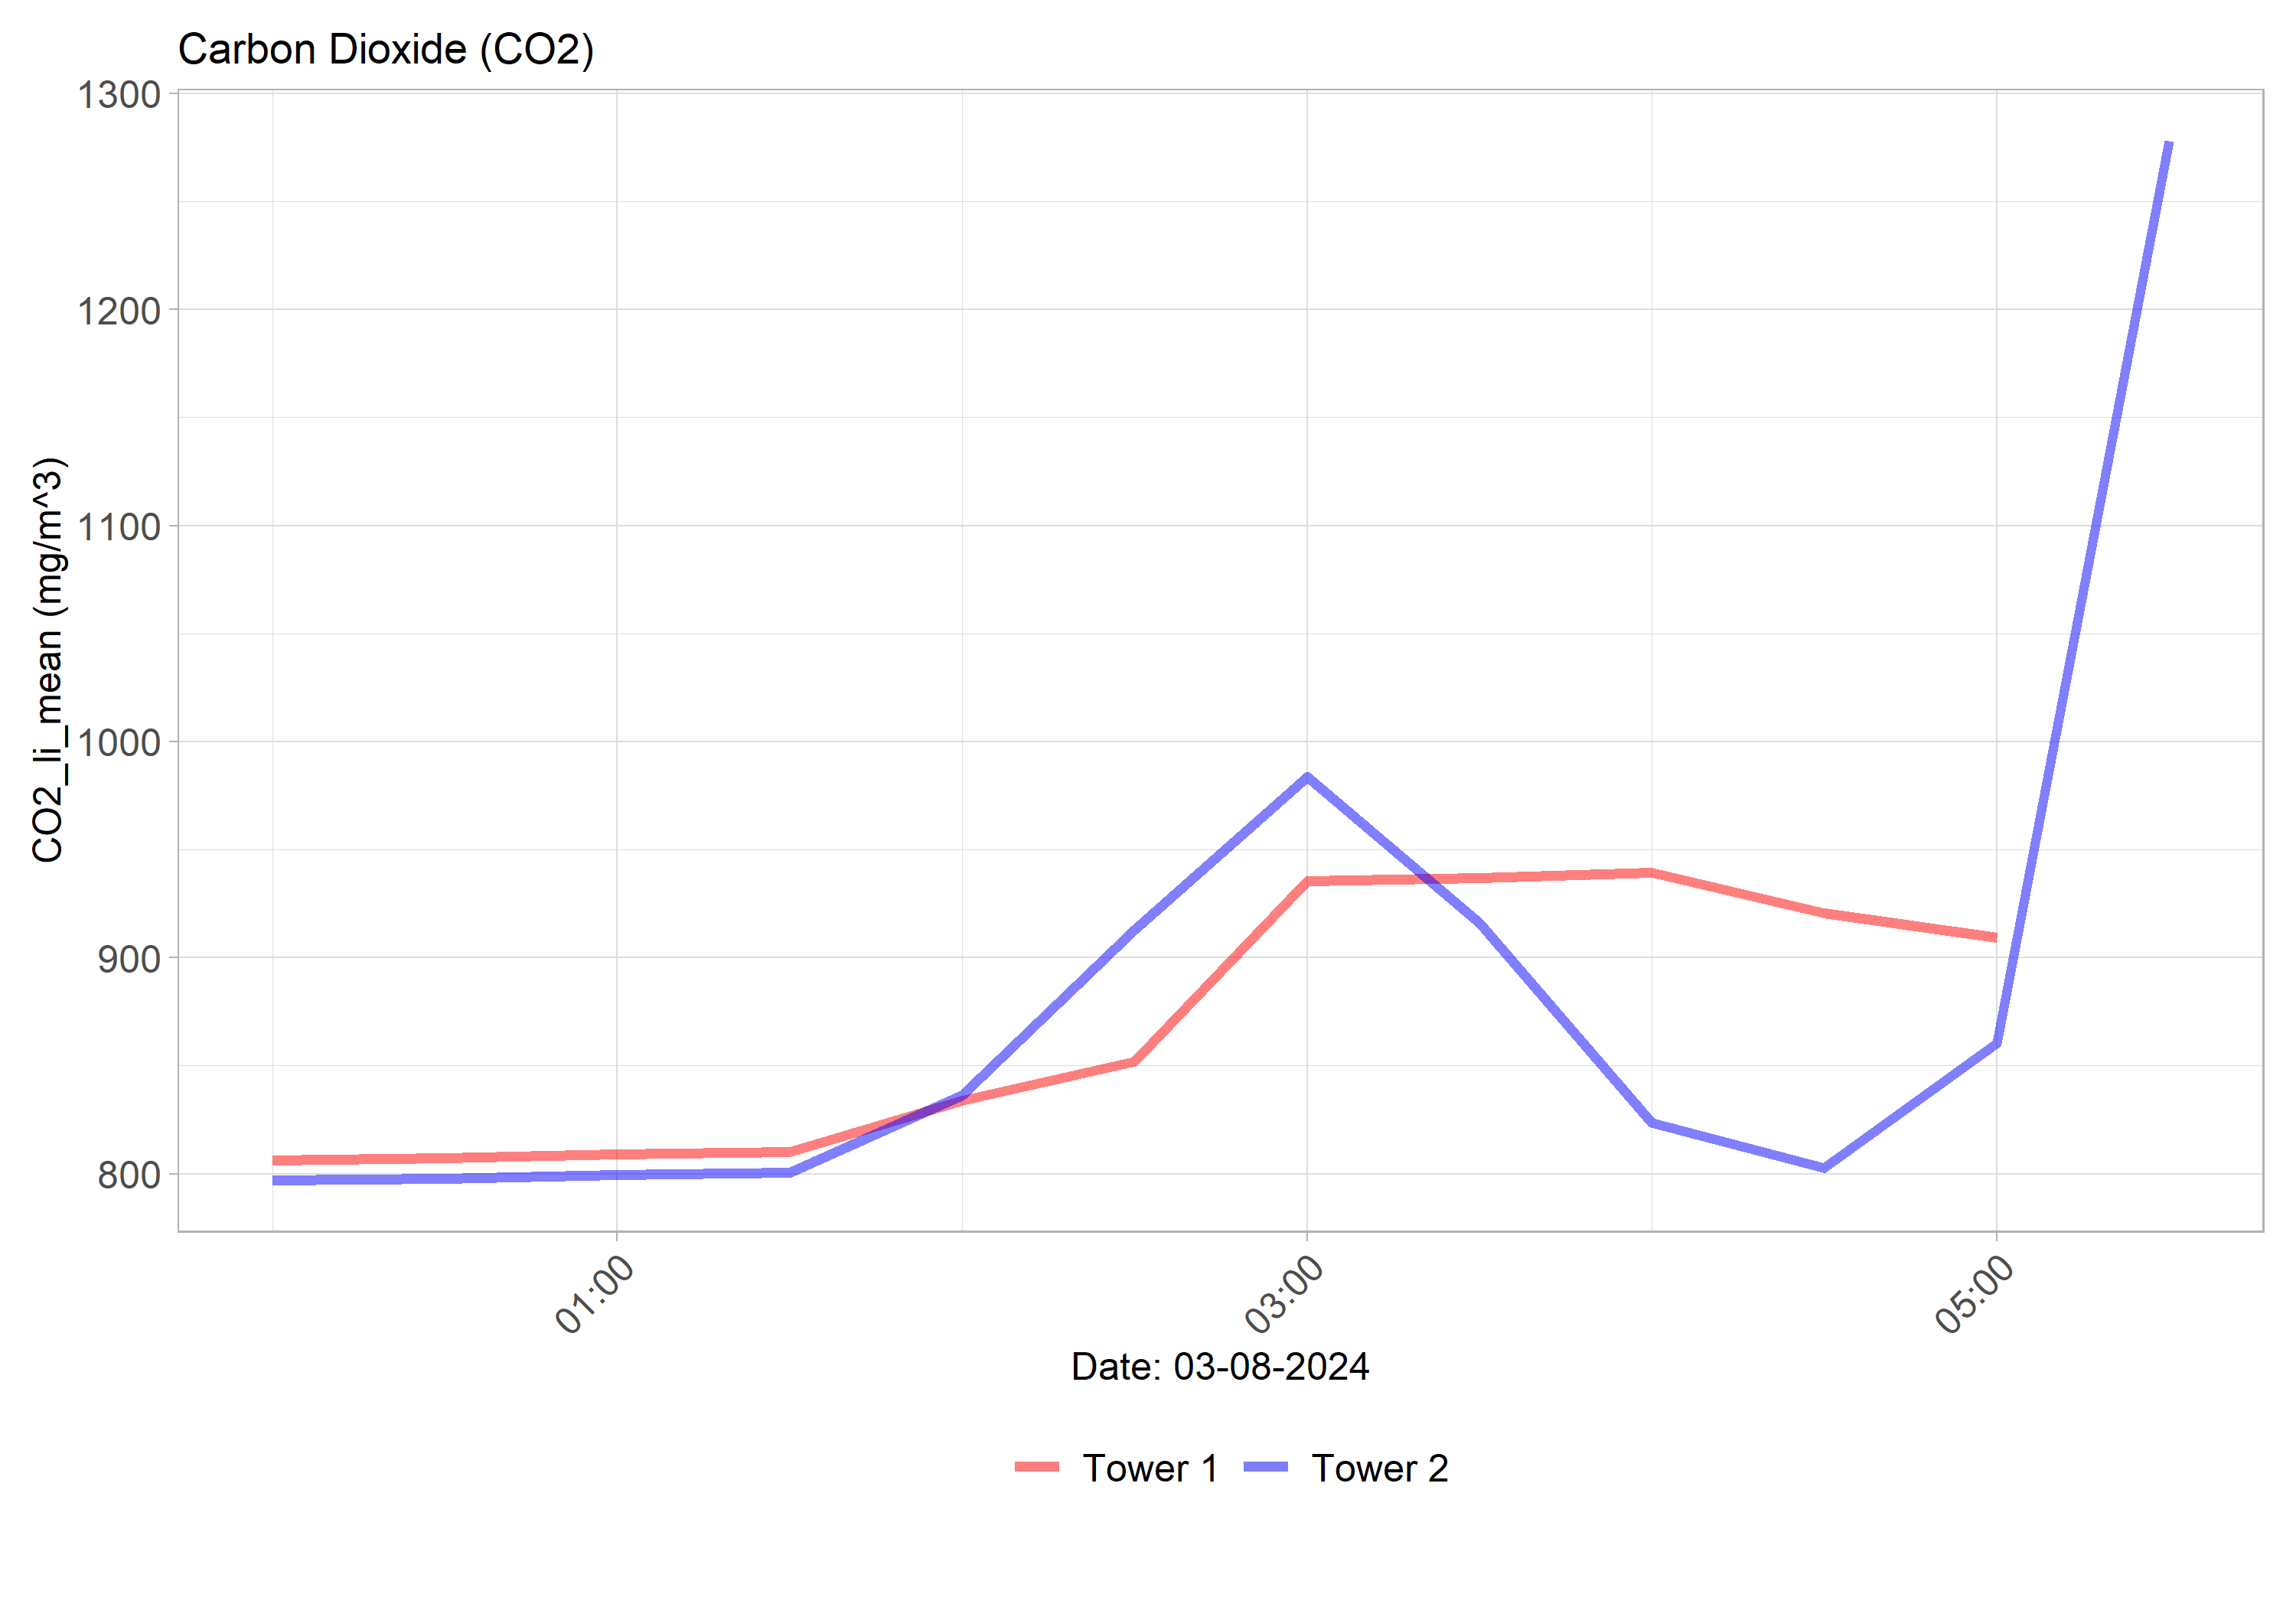 Carbon Dioxide (CO2)
CO2_li_mean (mg/m^3)
1300
1200
1100
1000
900
800
01:00
03:00
05:00
Date: 03-08-2024
Tower 1
Tower 2